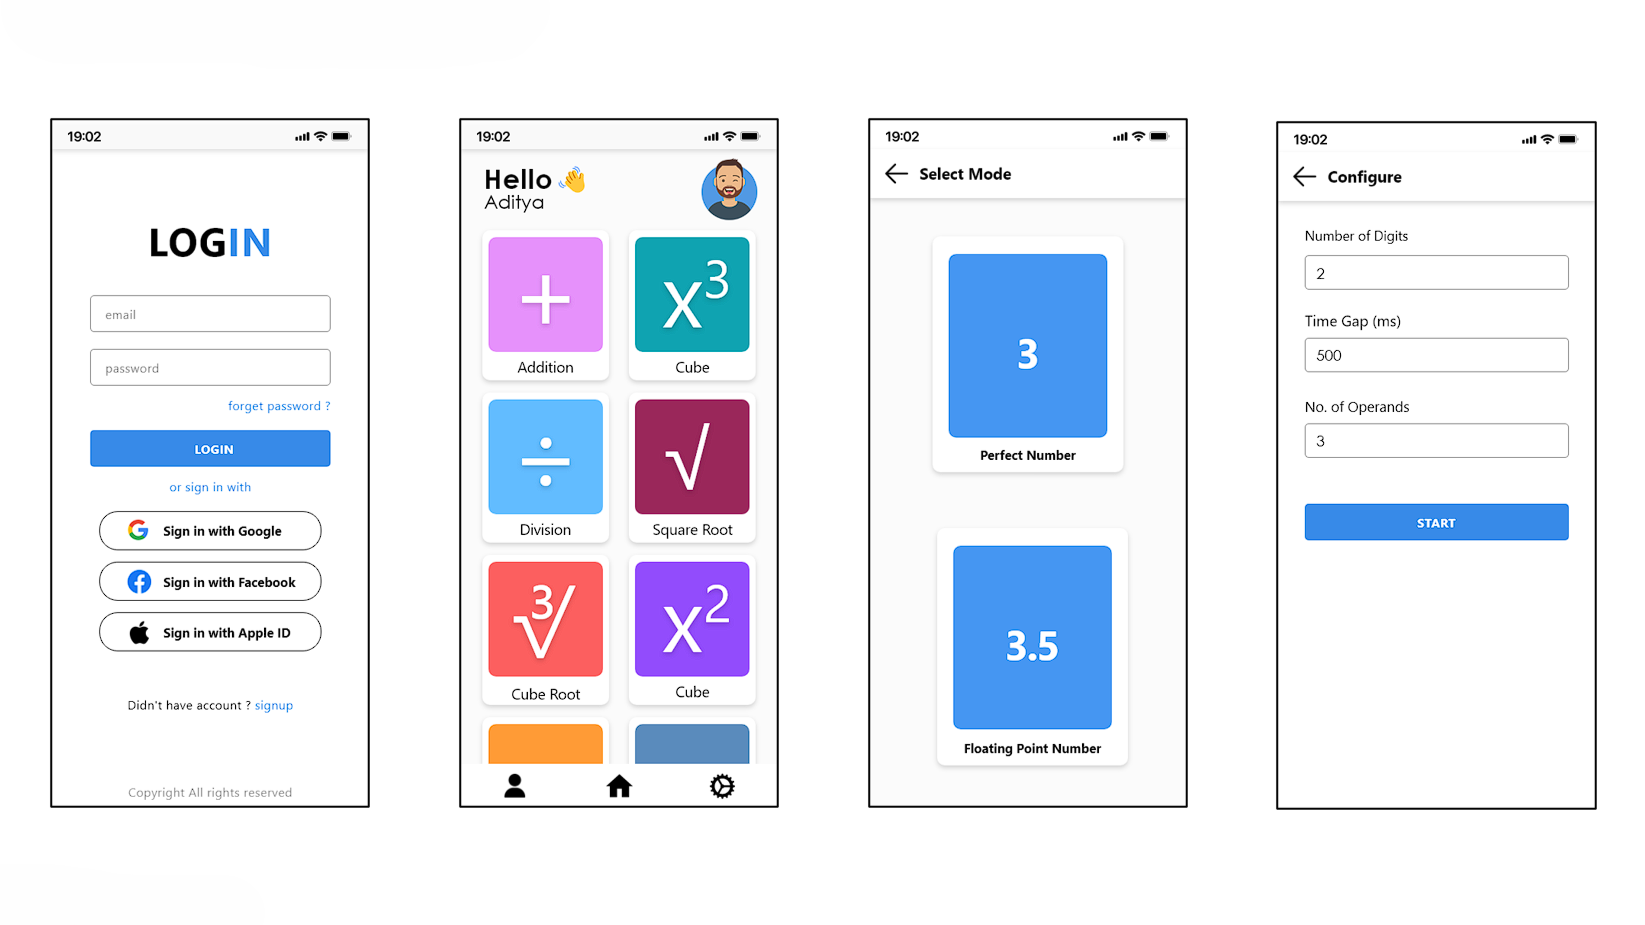 19:02
LOGIN
email
password
forget password ?
LOGIN
or sign in with
Sign in with Google
Sign in with Facebook
Sign in with Apple ID
Didn't have account ? signup
Copyright All rights reserved
19:02
Hello
Aditya
+
x3
Addition
Cube
÷
√
Division
Square Root
3√
x2
Cube Root
Cube
19:02
Select Mode
3
Perfect Number
3.5
Floating Point Number
19:02
Configure
Number of Digits
2
Time Gap (ms)
500
No. of Operands
3
START